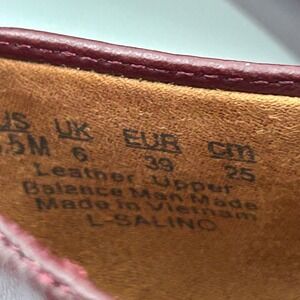 US UK EUR cm
.5M 6 39 25
Leather Upper
Balance Man Made
Made in Vietnam
L-SALINO